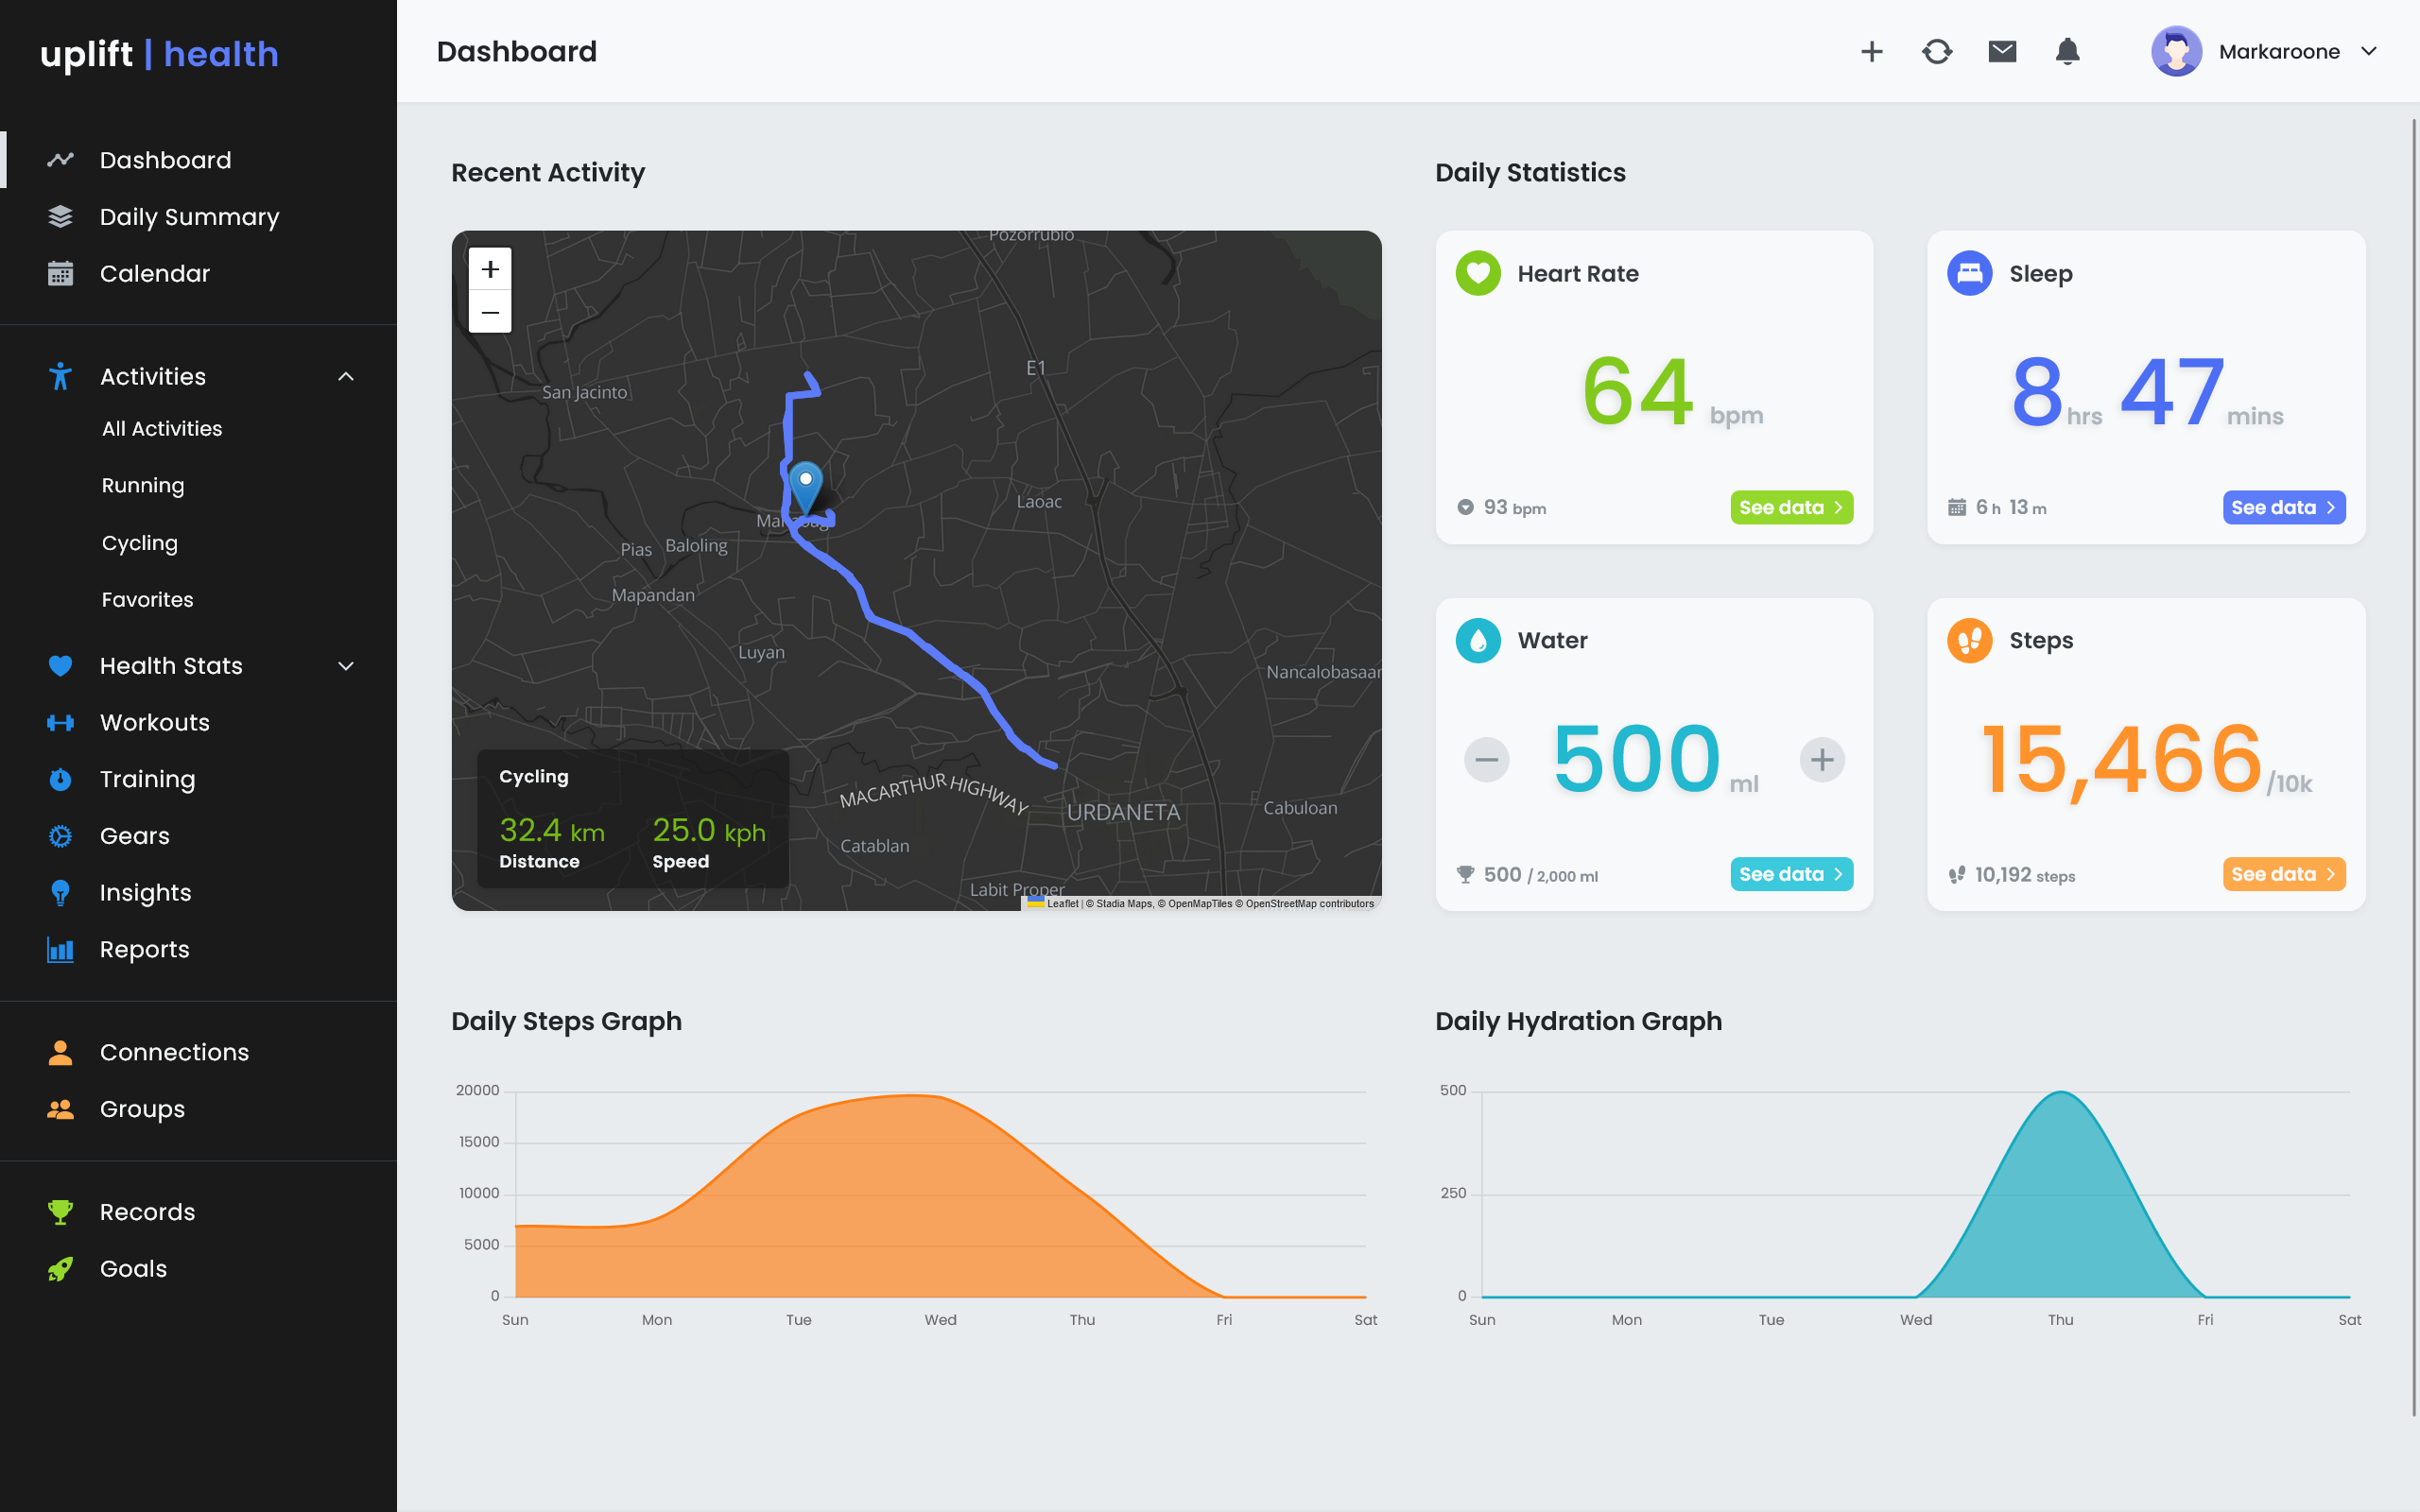 uplift | health
Dashboard
Daily Summary
Calendar
Activities
All Activities
Running
Cycling
Favorites
Health Stats
Workouts
Training
Gears
Insights
Reports
Connections
Groups
Records
Goals
Dashboard
Markaroone
Recent Activity
+
−
Pozorrubio
E1
San Jacinto
Laoac
Pias
Baloling
Mapandan
Luyan
Nancalobasaan
MACARTHUR HIGHWAY
URDANETA
Cabuloan
Catablan
Labit Proper
Cycling
32.4 km
25.0 kph
Distance
Speed
Leaflet | © Stadia Maps, © OpenMapTiles © OpenStreetMap contributors
Daily Statistics
Heart Rate
64 bpm
93 bpm
See data
Sleep
8 hrs 47 mins
6 h 13 m
See data
Water
500 ml
500 / 2,000 ml
See data
Steps
15,466 /10k
10,192 steps
See data
Daily Steps Graph
20000
15000
10000
5000
0
Sun Mon Tue Wed Thu Fri Sat
Daily Hydration Graph
500
250
0
Sun Mon Tue Wed Thu Fri Sat